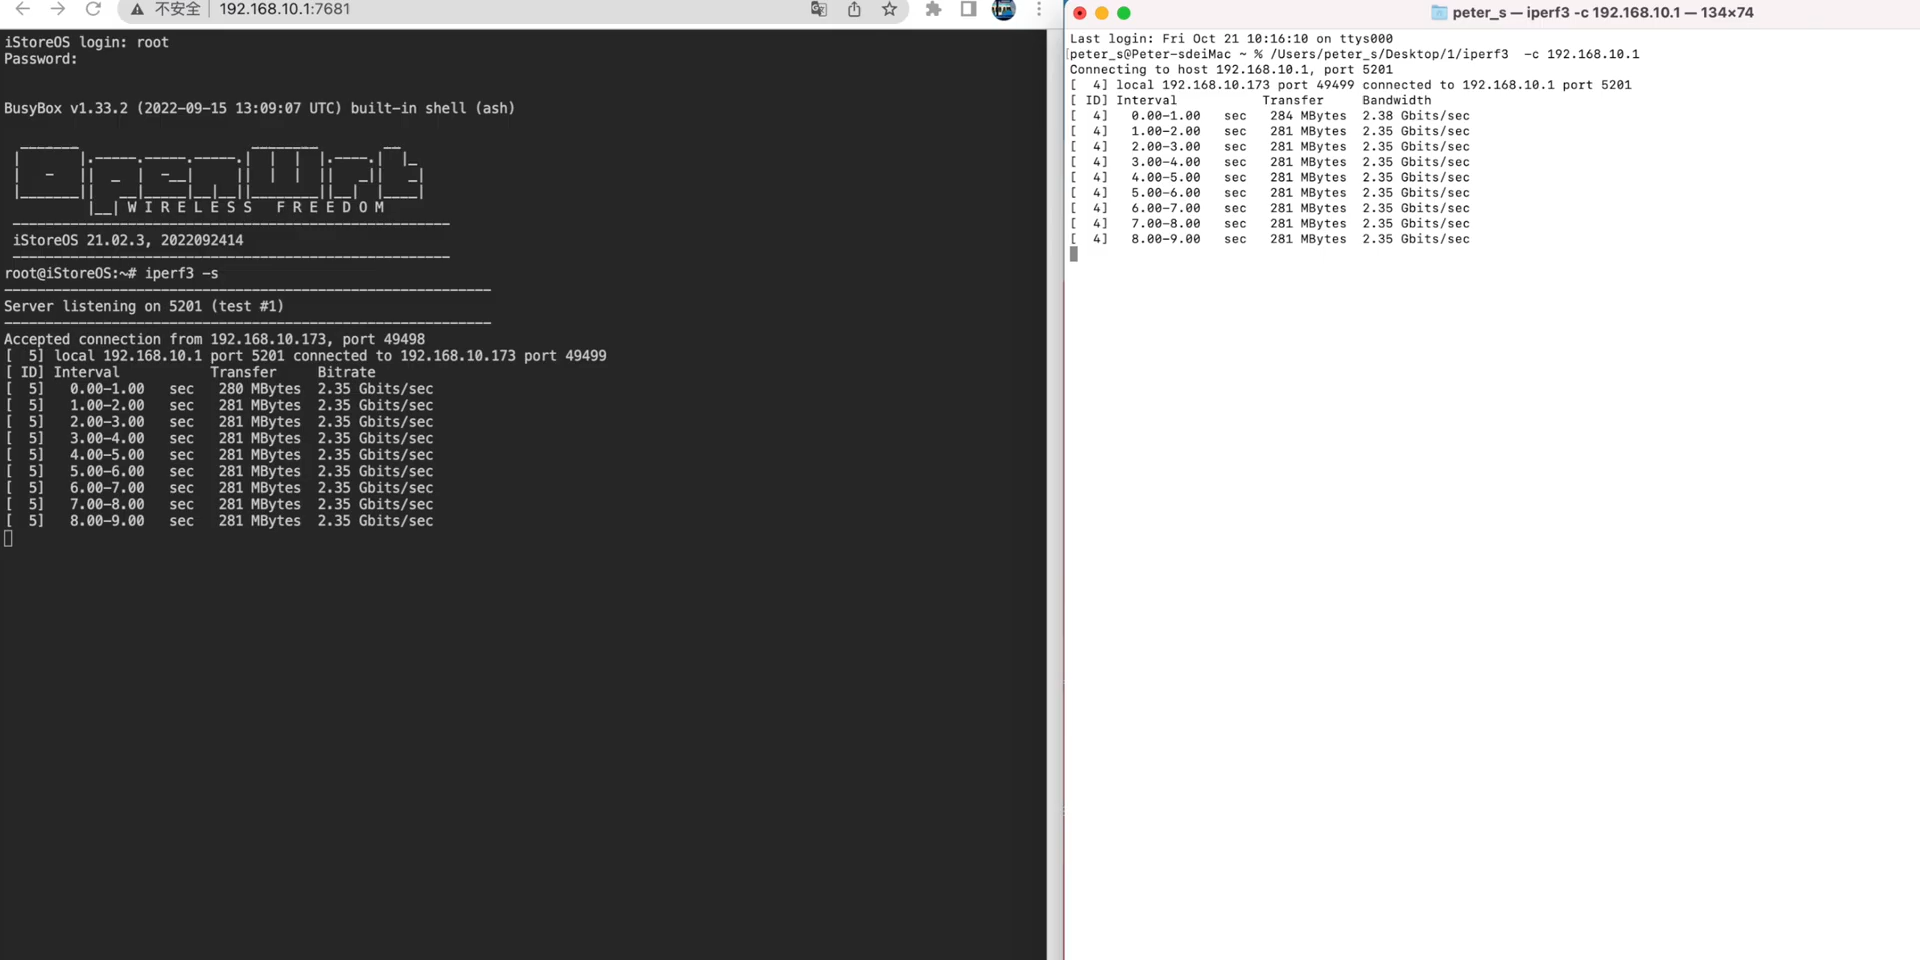 不安全 192.168.10.1:7681
iStoreOS login: root
Password:
BusyBox v1.33.2 (2022-09-15 13:09:07 UTC) built-in shell (ash)
OpenWrt
W I R E L E S S   F R E E D O M
iStoreOS 21.02.3, 2022092414
root@iStoreOS:~# iperf3 -s
Server listening on 5201 (test #1)
Accepted connection from 192.168.10.173, port 49498
[  5] local 192.168.10.1 port 5201 connected to 192.168.10.173 port 49499
[ ID] Interval           Transfer     Bitrate
[  5]   0.00-1.00   sec   280 MBytes  2.35 Gbits/sec
[  5]   1.00-2.00   sec   281 MBytes  2.35 Gbits/sec
[  5]   2.00-3.00   sec   281 MBytes  2.35 Gbits/sec
[  5]   3.00-4.00   sec   281 MBytes  2.35 Gbits/sec
[  5]   4.00-5.00   sec   281 MBytes  2.35 Gbits/sec
[  5]   5.00-6.00   sec   281 MBytes  2.35 Gbits/sec
[  5]   6.00-7.00   sec   281 MBytes  2.35 Gbits/sec
[  5]   7.00-8.00   sec   281 MBytes  2.35 Gbits/sec
[  5]   8.00-9.00   sec   281 MBytes  2.35 Gbits/sec
peter_s — iperf3 -c 192.168.10.1 — 134×74
Last login: Fri Oct 21 10:16:10 on ttys000
[peter_s@Peter-sdeiMac ~ % /Users/peter_s/Desktop/1/iperf3  -c 192.168.10.1
Connecting to host 192.168.10.1, port 5201
[  4] local 192.168.10.173 port 49499 connected to 192.168.10.1 port 5201
[ ID] Interval           Transfer     Bandwidth
[  4]   0.00-1.00   sec   284 MBytes  2.38 Gbits/sec
[  4]   1.00-2.00   sec   281 MBytes  2.35 Gbits/sec
[  4]   2.00-3.00   sec   281 MBytes  2.35 Gbits/sec
[  4]   3.00-4.00   sec   281 MBytes  2.35 Gbits/sec
[  4]   4.00-5.00   sec   281 MBytes  2.35 Gbits/sec
[  4]   5.00-6.00   sec   281 MBytes  2.35 Gbits/sec
[  4]   6.00-7.00   sec   281 MBytes  2.35 Gbits/sec
[  4]   7.00-8.00   sec   281 MBytes  2.35 Gbits/sec
[  4]   8.00-9.00   sec   281 MBytes  2.35 Gbits/sec